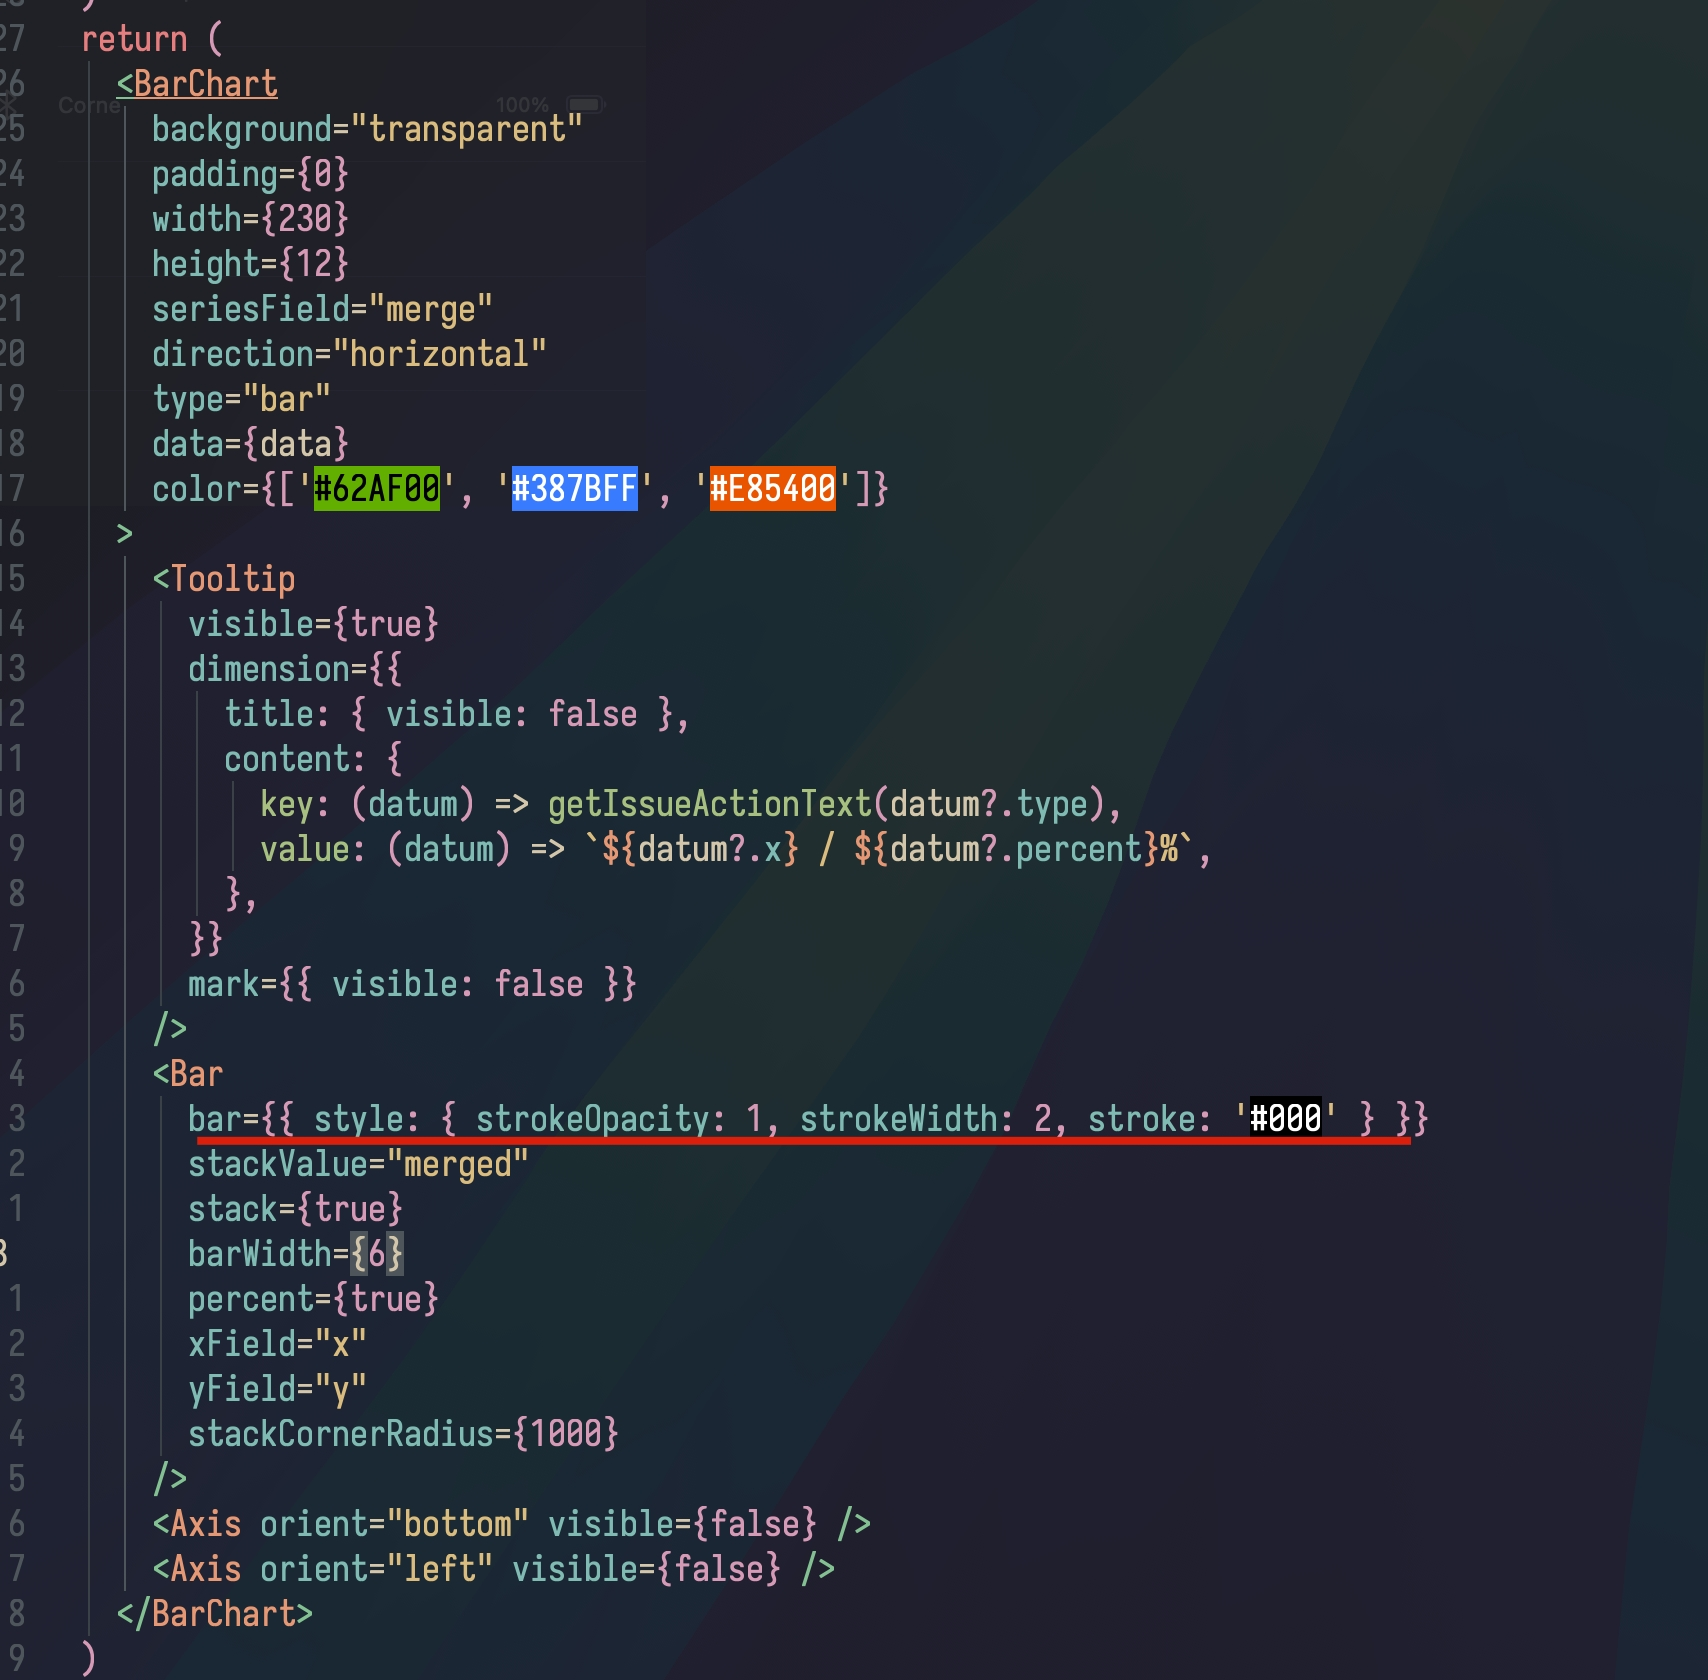 27 return (
26 <BarChart
Corne 100%
25 background="transparent"
24 padding={0}
23 width={230}
22 height={12}
21 seriesField="merge"
20 direction="horizontal"
19 type="bar"
18 data={data}
17 color={['#62AF00', '#387BFF', '#E85400']}
16 >
15 <Tooltip
14 visible={true}
13 dimension={{
12 title: { visible: false },
11 content: {
10 key: (datum) => getIssueActionText(datum?.type),
9 value: (datum) => `${datum?.x} / ${datum?.percent}%`,
8 },
7 }}
6 mark={{ visible: false }}
5 />
4 <Bar
3 bar={{ style: { strokeOpacity: 1, strokeWidth: 2, stroke: '#000' } }}
2 stackValue="merged"
1 stack={true}
barWidth={6}
1 percent={true}
2 xField="x"
3 yField="y"
4 stackCornerRadius={1000}
5 />
6 <Axis orient="bottom" visible={false} />
7 <Axis orient="left" visible={false} />
8 </BarChart>
9 )